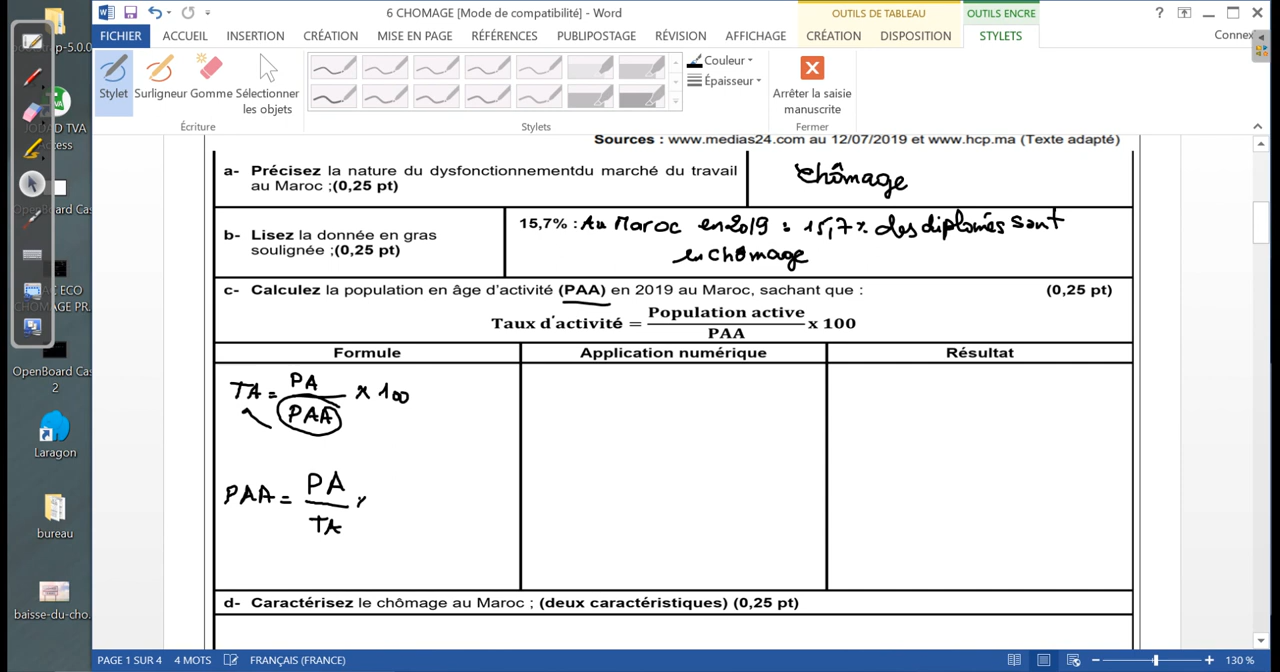 6 CHOMAGE [Mode de compatibilité] - Word
OUTILS DE TABLEAU
OUTILS ENCRE
FICHIER ACCUEIL INSERTION CRÉATION MISE EN PAGE RÉFÉRENCES PUBLIPOSTAGE RÉVISION AFFICHAGE CRÉATION DISPOSITION STYLETS Connex
Stylet Surligneur Gomme Sélectionner les objets
Écriture
Stylets
Couleur
Épaisseur
Arrêter la saisie manuscrite
Fermer
JOUAD TVA
OpenBoard Cas
OpenBoard Cas
2
Laragon
bureau
baisse-du-cho...
Sources : www.medias24.com au 12/07/2019 et www.hcp.ma (Texte adapté)
a- Précisez la nature du dysfonctionnementdu marché du travail
au Maroc ;(0,25 pt)
chômage
b- Lisez la donnée en gras
soulignée ;(0,25 pt)
15,7% : Au Maroc en 2019 : 15,7% des diplomés sont
en chômage
c- Calculez la population en âge d'activité (PAA) en 2019 au Maroc, sachant que : (0,25 pt)
Taux d'activité = Population active / PAA x 100
Formule Application numérique Résultat
TA = PA / PAA x 100
PAA = PA / TA x
d- Caractérisez le chômage au Maroc ; (deux caractéristiques) (0,25 pt)
PAGE 1 SUR 4 4 MOTS FRANÇAIS (FRANCE) 130 %